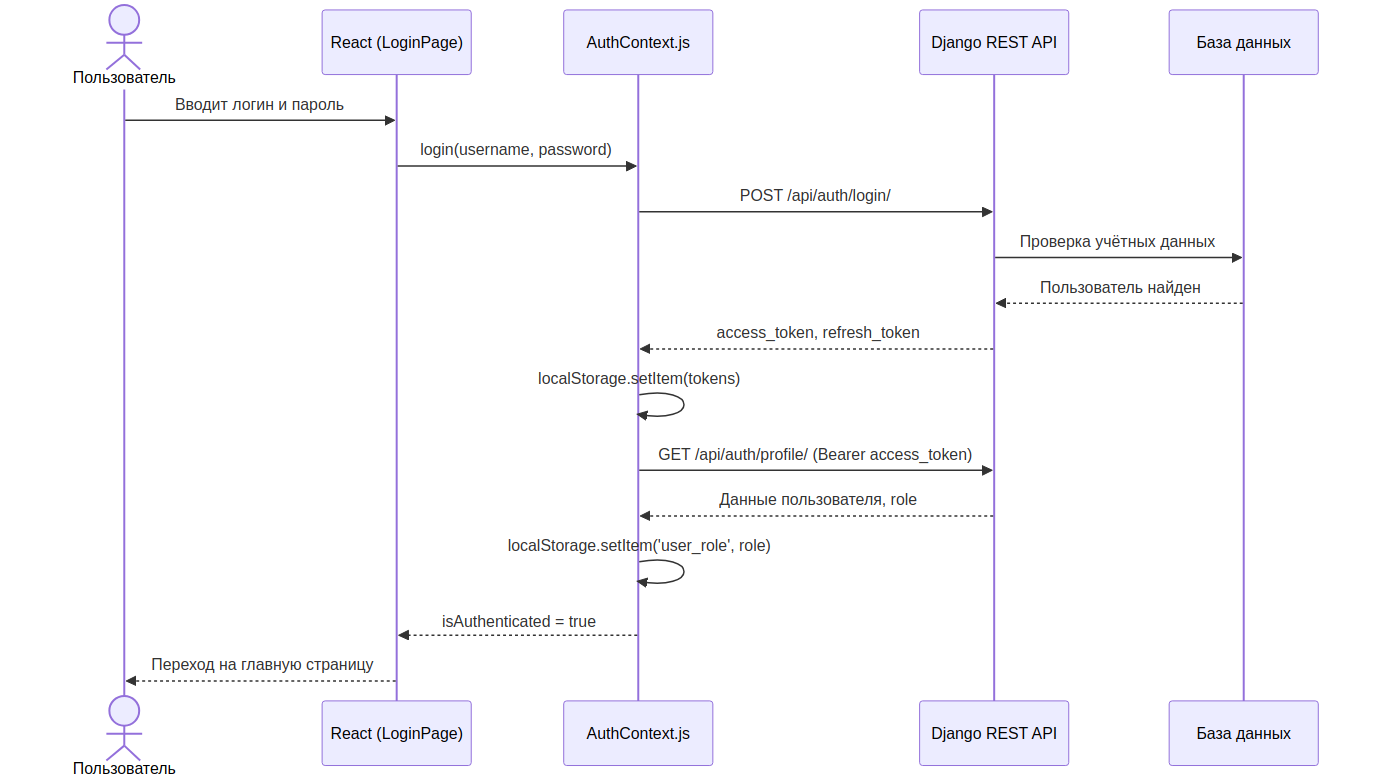 Пользователь
React (LoginPage)
AuthContext.js
Django REST API
База данных
Вводит логин и пароль
login(username, password)
POST /api/auth/login/
Проверка учётных данных
Пользователь найден
access_token, refresh_token
localStorage.setItem(tokens)
GET /api/auth/profile/ (Bearer access_token)
Данные пользователя, role
localStorage.setItem('user_role', role)
isAuthenticated = true
Переход на главную страницу
Пользователь
React (LoginPage)
AuthContext.js
Django REST API
База данных